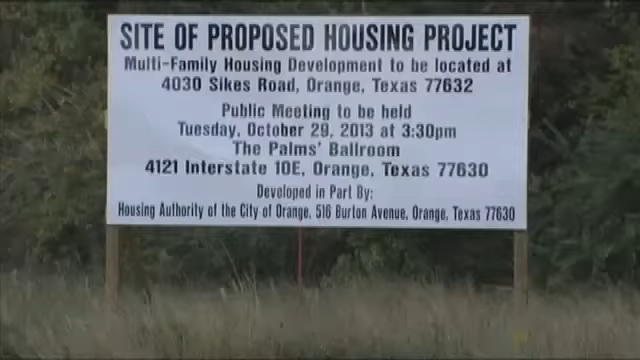 SITE OF PROPOSED HOUSING PROJECT
Multi-Family Housing Development to be located at
4030 Sikes Road, Orange, Texas 77632
Public Meeting to be held
Tuesday, October 29, 2013 at 3:30pm
The Palms' Ballroom
4121 Interstate 10E, Orange, Texas 77630
Developed in Part By:
Housing Authority of the City of Orange, 516 Burton Avenue, Orange, Texas 77630